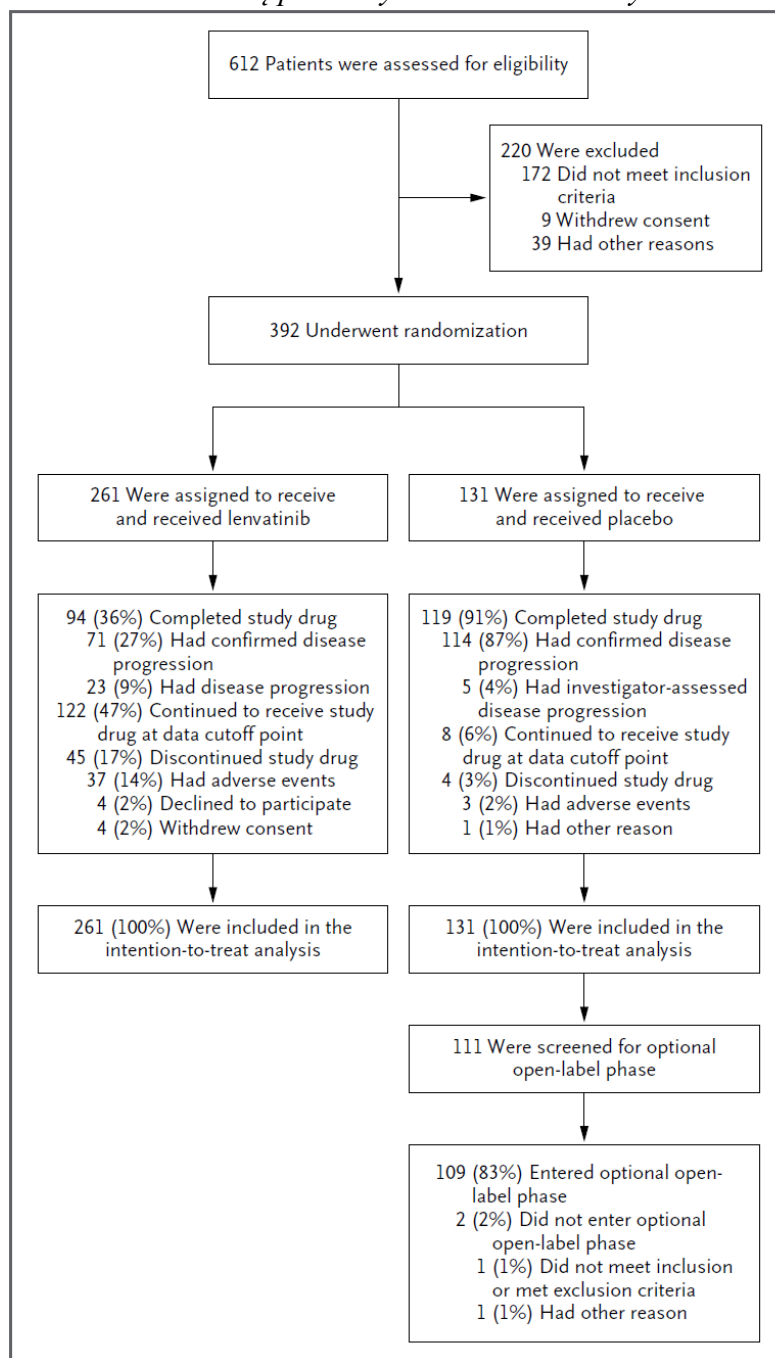 612 Patients were assessed for eligibility
220 Were excluded
172 Did not meet inclusion
criteria
9 Withdrew consent
39 Had other reasons
392 Underwent randomization
261 Were assigned to receive
and received lenvatinib
131 Were assigned to receive
and received placebo
94 (36%) Completed study drug
71 (27%) Had confirmed disease
progression
23 (9%) Had disease progression
122 (47%) Continued to receive study
drug at data cutoff point
45 (17%) Discontinued study drug
37 (14%) Had adverse events
4 (2%) Declined to participate
4 (2%) Withdrew consent
119 (91%) Completed study drug
114 (87%) Had confirmed disease
progression
5 (4%) Had investigator-assessed
disease progression
8 (6%) Continued to receive study
drug at data cutoff point
4 (3%) Discontinued study drug
3 (2%) Had adverse events
1 (1%) Had other reason
261 (100%) Were included in the
intention-to-treat analysis
131 (100%) Were included in the
intention-to-treat analysis
111 Were screened for optional
open-label phase
109 (83%) Entered optional open-
label phase
2 (2%) Did not enter optional
open-label phase
1 (1%) Did not meet inclusion
or met exclusion criteria
1 (1%) Had other reason